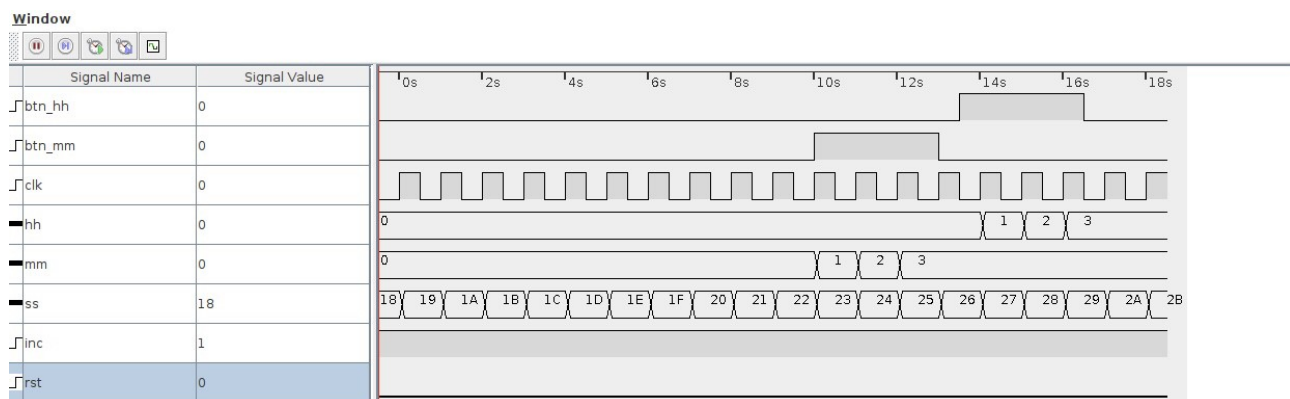 Window
Signal Name Signal Value
0s 2s 4s 6s 8s 10s 12s 14s 16s 18s
btn_hh 0
btn_mm 0
clk 0
hh 0 0 1 2 3
mm 0 0 1 2 3
ss 18 18 19 1A 1B 1C 1D 1E 1F 20 21 22 23 24 25 26 27 28 29 2A 2B
inc 1
rst 0